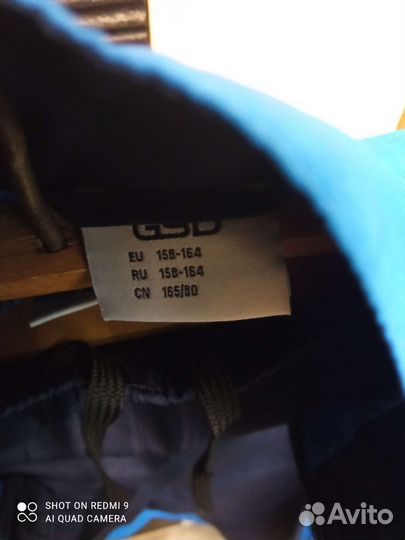 GSD
EU 158-164
RU 158-164
CN 165/80
SHOT ON REDMI 9
AI QUAD CAMERA
Avito